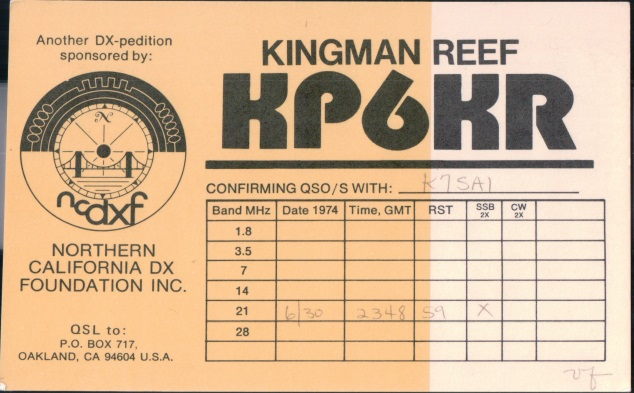 Another DX-pedition
sponsored by:
N
ncdxf
NORTHERN
CALIFORNIA DX
FOUNDATION INC.
QSL to:
P.O. BOX 717,
OAKLAND, CA 94604 U.S.A.
KINGMAN REEF
KP6KR
CONFIRMING QSO/S WITH: K7SAI
Band MHz Date 1974 Time, GMT RST SSB 2X CW 2X
1.8
3.5
7
14
21 6/30 2348 59 X
28